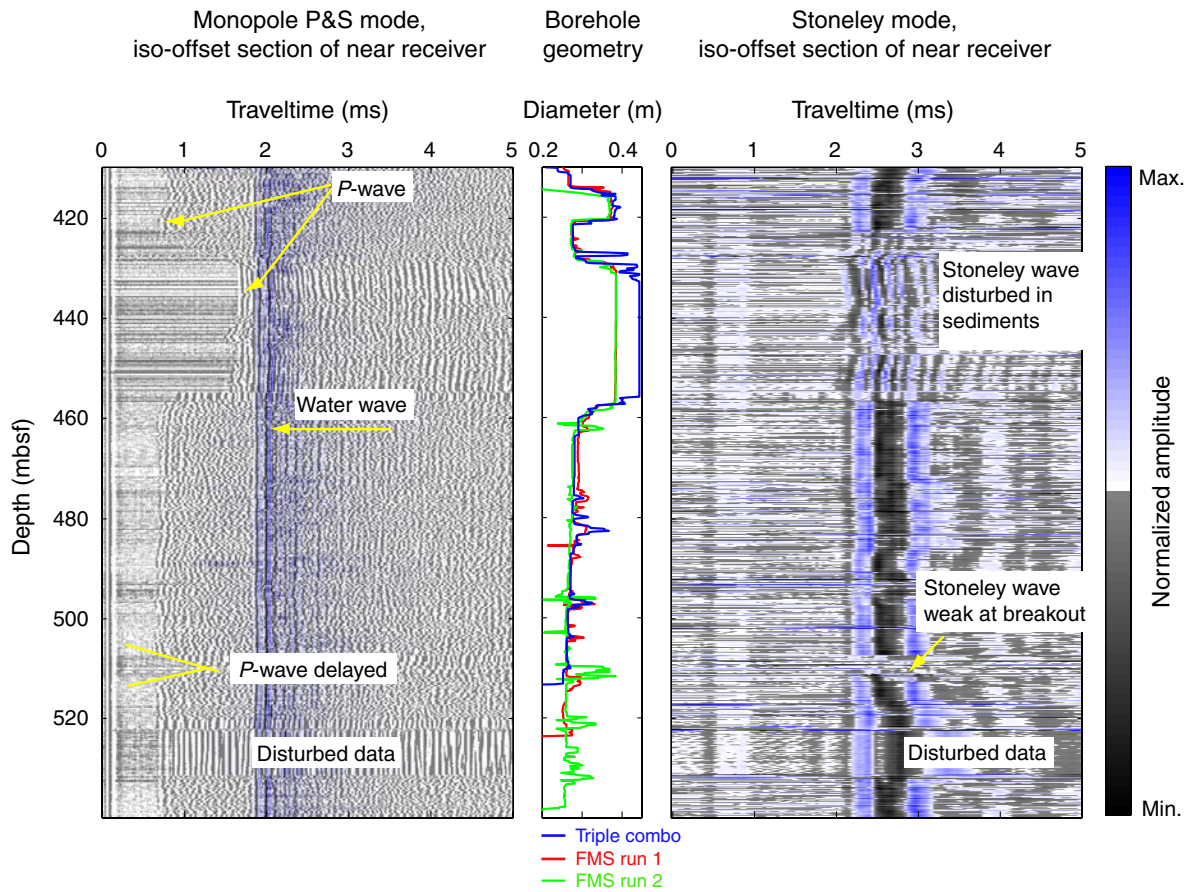 Monopole P&S mode,
iso-offset section of near receiver
Borehole
geometry
Stoneley mode,
iso-offset section of near receiver
Traveltime (ms)
Diameter (m)
Traveltime (ms)
0 1 2 3 4 5
0.2 0.4
0 1 2 3 4 5
Depth (mbsf)
420
440
460
480
500
520
P-wave
Water wave
P-wave delayed
Disturbed data
Stoneley wave
disturbed in
sediments
Stoneley wave
weak at breakout
Disturbed data
Max.
Normalized amplitude
Min.
Triple combo
FMS run 1
FMS run 2